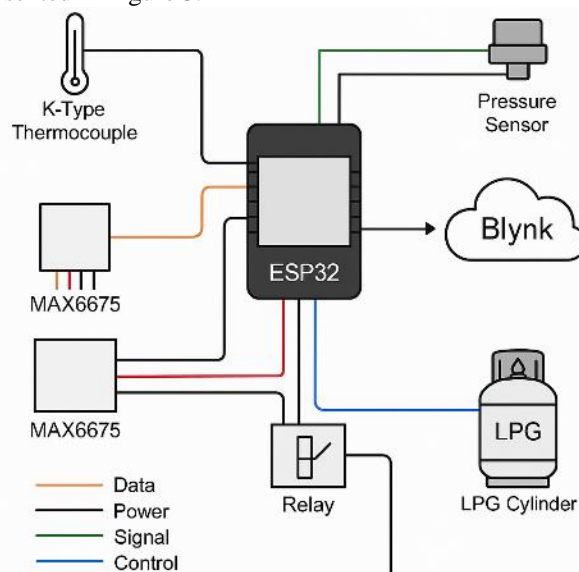 K-Type
Thermocouple
Pressure
Sensor
Blynk
ESP32
MAX6675
MAX6675
LPG
Relay
LPG Cylinder
Data
Power
Signal
Control